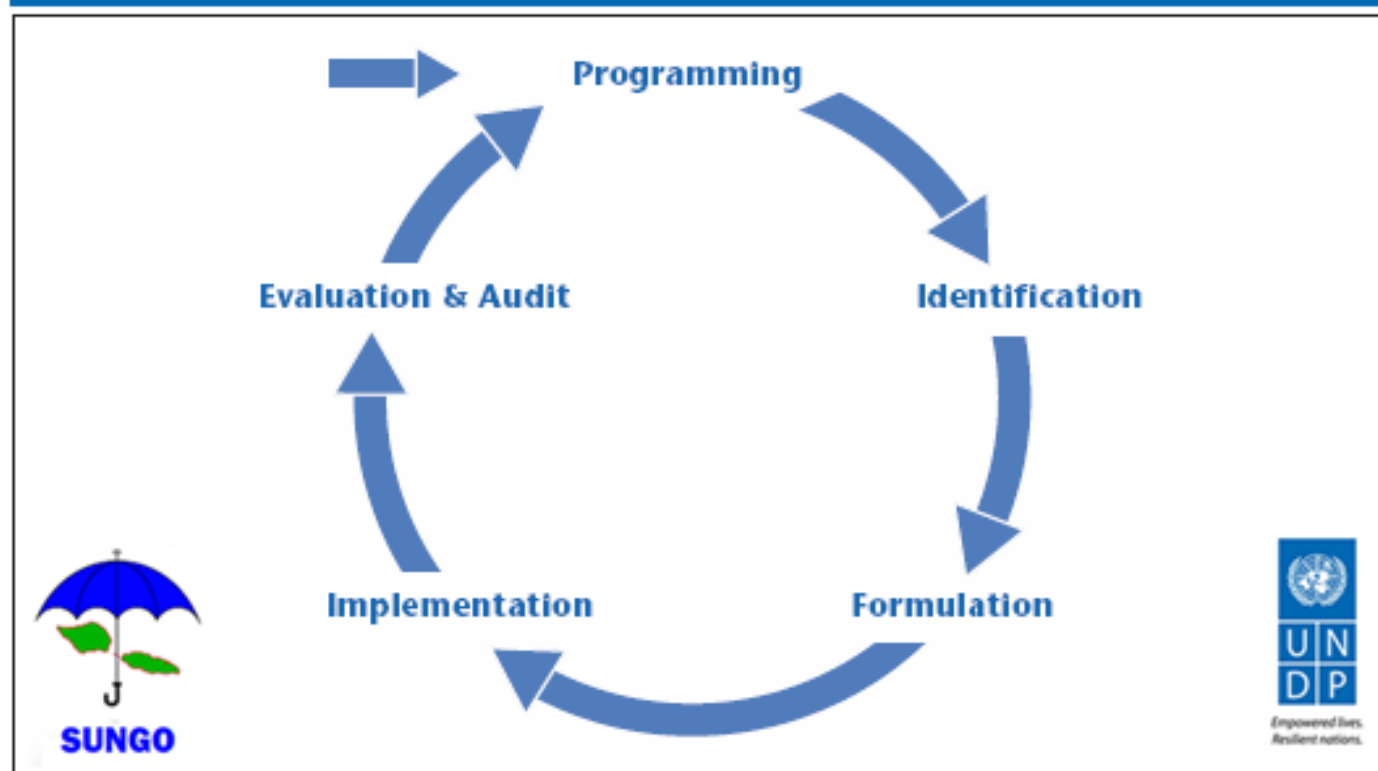 Programming
Evaluation & Audit
Identification
Implementation
Formulation
SUNGO
U N
D P
Empowered lives.
Resilient nations.